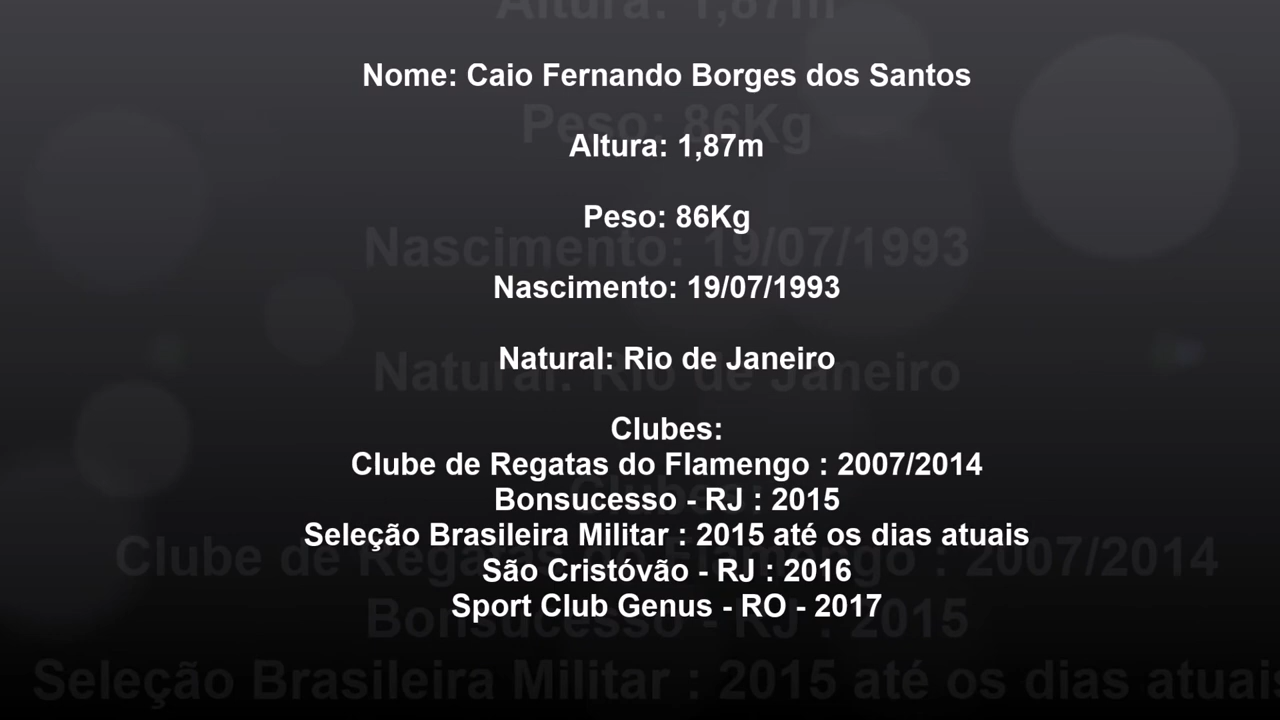 Nome: Caio Fernando Borges dos Santos
Altura: 1,87m
Peso: 86Kg
Nascimento: 19/07/1993
Natural: Rio de Janeiro
Clubes:
Clube de Regatas do Flamengo : 2007/2014
Bonsucesso - RJ : 2015
Seleção Brasileira Militar : 2015 até os dias atuais
São Cristóvão - RJ : 2016
Sport Club Genus - RO - 2017